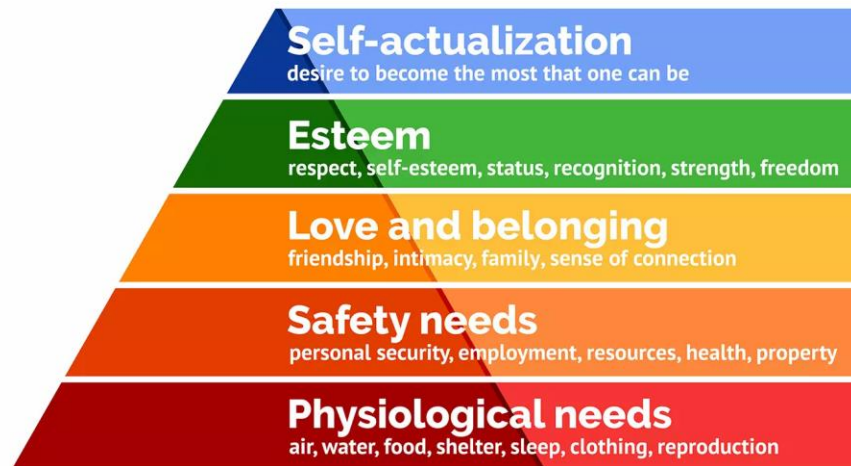 Self-actualization
desire to become the most that one can be
Esteem
respect, self-esteem, status, recognition, strength, freedom
Love and belonging
friendship, intimacy, family, sense of connection
Safety needs
personal security, employment, resources, health, property
Physiological needs
air, water, food, shelter, sleep, clothing, reproduction